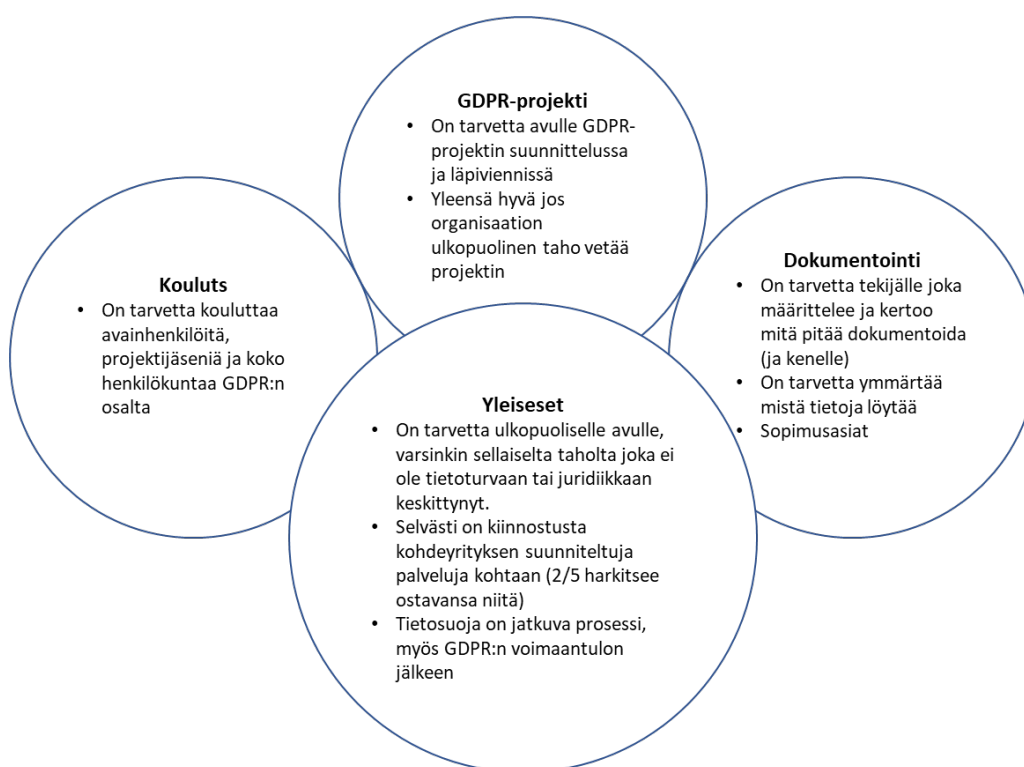 GDPR-projekti
• On tarvetta avulle GDPR-
projektin suunnittelussa
ja läpiviennissä
• Yleensä hyvä jos
organisaation
ulkopuolinen taho vetää
projektin
Kouluts
• On tarvetta kouluttaa
avainhenkilöitä,
projektijäseniä ja koko
henkilökuntaa GDPR:n
osalta
Dokumentointi
• On tarvetta tekijälle joka
määrittelee ja kertoo
mitä pitää dokumentoida
(ja kenelle)
• On tarvetta ymmärtää
mistä tietoja löytää
• Sopimusasiat
Yleiseset
• On tarvetta ulkopuoliselle avulle,
varsinkin sellaiselta taholta joka ei
ole tietoturvaan tai juridiikkaan
keskittynyt.
• Selvästi on kiinnostusta
kohdeyrityksen suunniteltuja
palveluja kohtaan (2/5 harkitsee
ostavansa niitä)
• Tietosuoja on jatkuva prosessi,
myös GDPR:n voimaantulon
jälkeen